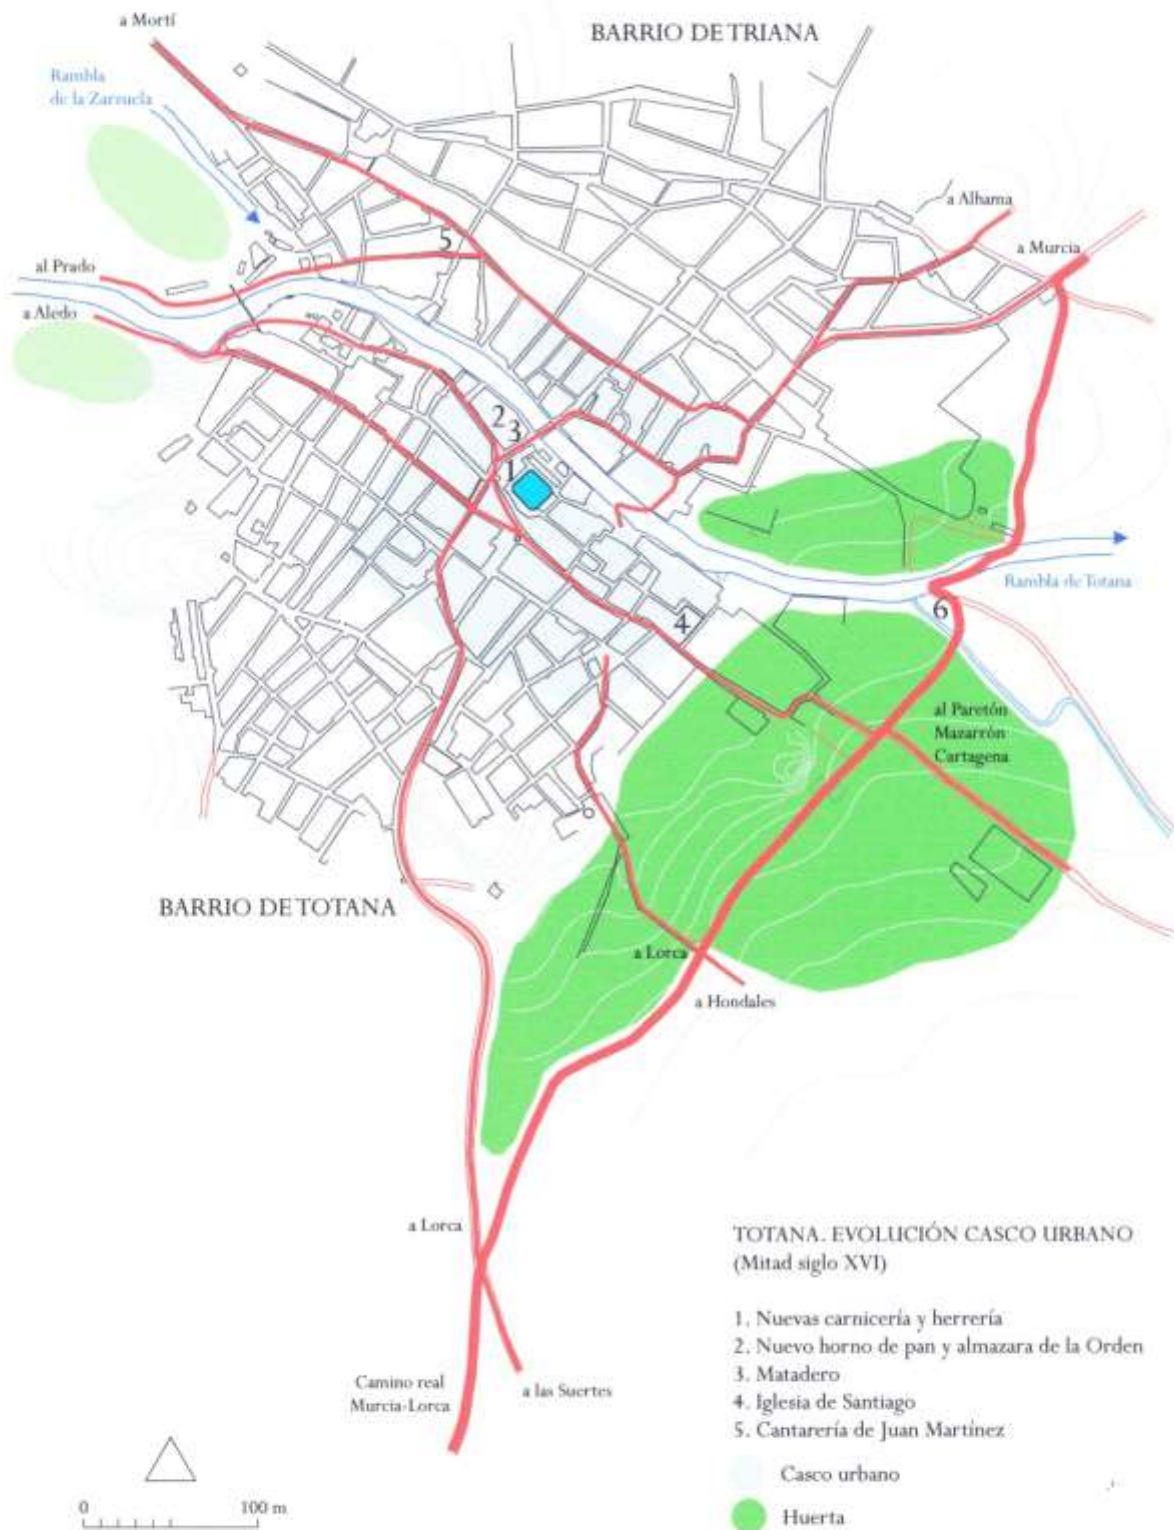 a Mortí
BARRIO DE TRIANA
Rambla
de la Zarzuela
a Alhama
a Murcia
5
al Prado
a Aledo
2
3
1
Rambla de Totana
6
4
al Paretón
Mazarrón
Cartagena
BARRIO DE TOTANA
a Lorca
a Hondales
a Lorca
TOTANA. EVOLUCIÓN CASCO URBANO
(Mitad siglo XVI)
1. Nuevas carnicería y herrería
2. Nuevo horno de pan y almazara de la Orden
3. Matadero
4. Iglesia de Santiago
5. Cantarería de Juan Martínez
Casco urbano
Huerta
Camino real
Murcia-Lorca
a las Suertes
0 100 m